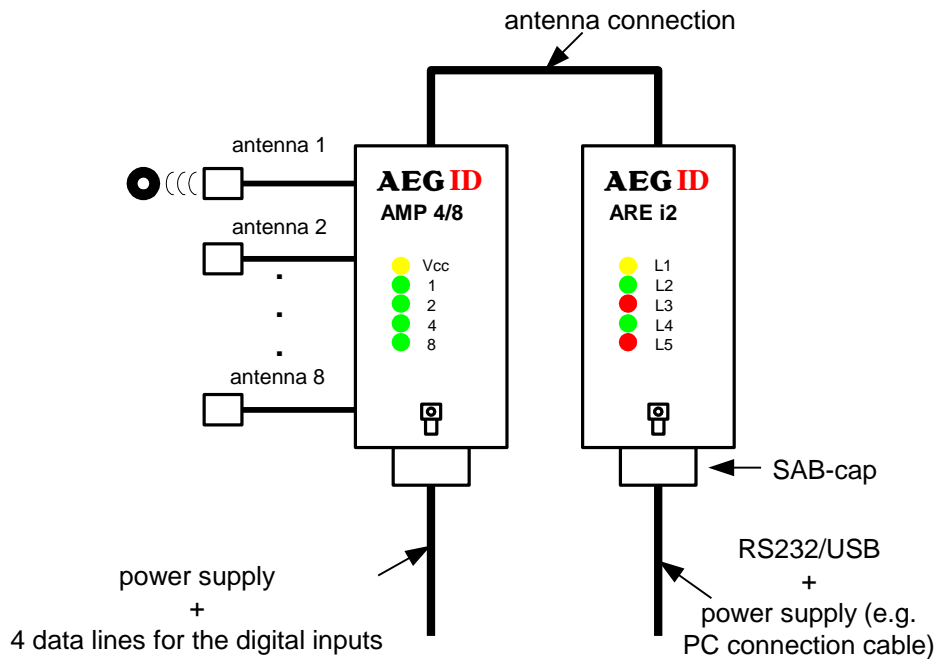 antenna connection
antenna 1
AEG ID
AMP 4/8
AEG ID
ARE i2
antenna 2
Vcc
1
2
4
8
L1
L2
L3
L4
L5
antenna 8
SAB-cap
power supply
+
4 data lines for the digital inputs
RS232/USB
+
power supply (e.g.
PC connection cable)